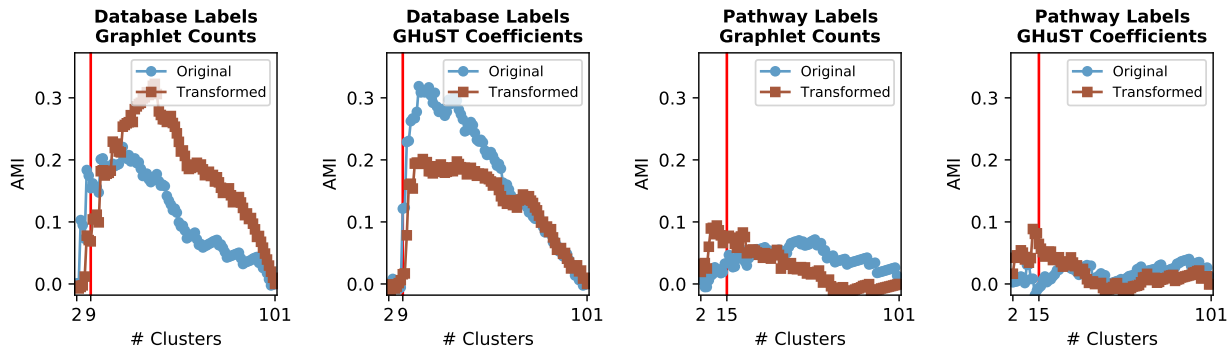 Database Labels
Graphlet Counts
Original
Transformed
0.3
0.2
0.1
0.0
AMI
2 9 101
# Clusters
Database Labels
GHuST Coefficients
Original
Transformed
0.3
0.2
0.1
0.0
AMI
2 9 101
# Clusters
Pathway Labels
Graphlet Counts
Original
Transformed
0.3
0.2
0.1
0.0
AMI
2 15 101
# Clusters
Pathway Labels
GHuST Coefficients
Original
Transformed
0.3
0.2
0.1
0.0
AMI
2 15 101
# Clusters